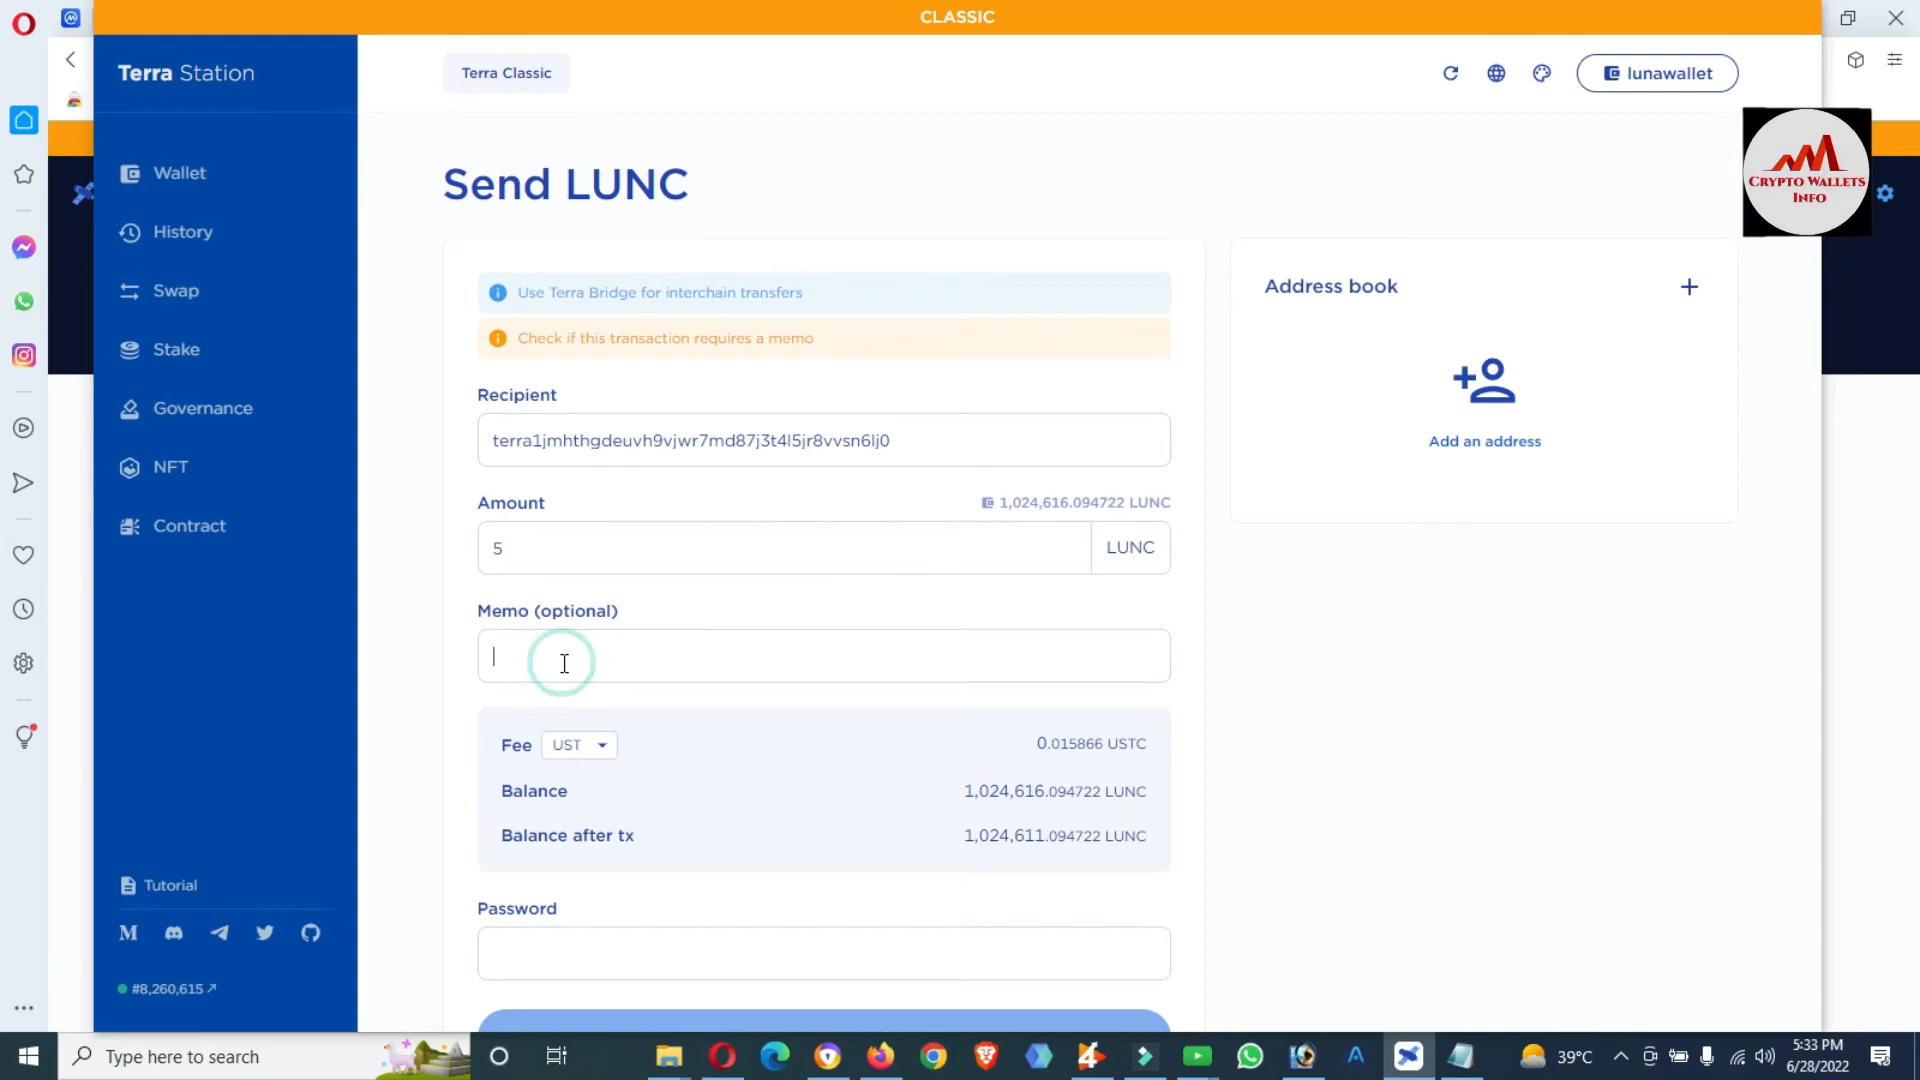 CLASSIC
Terra Station
Terra Classic
lunawallet
CRYPTO WALLETS
INFO
Wallet
History
Swap
Stake
Governance
NFT
Contract
Tutorial
#8,260,615
Send LUNC
Use Terra Bridge for interchain transfers
Check if this transaction requires a memo
Recipient
terra1jmhthgdeuvh9vjwr7md87j3t4l5jr8vvsn6lj0
Amount
1,024,616.094722 LUNC
5
LUNC
Memo (optional)
Fee UST 0.015866 USTC
Balance 1,024,616.094722 LUNC
Balance after tx 1,024,611.094722 LUNC
Password
Address book
Add an address
Type here to search
39°C
5:33 PM
6/28/2022